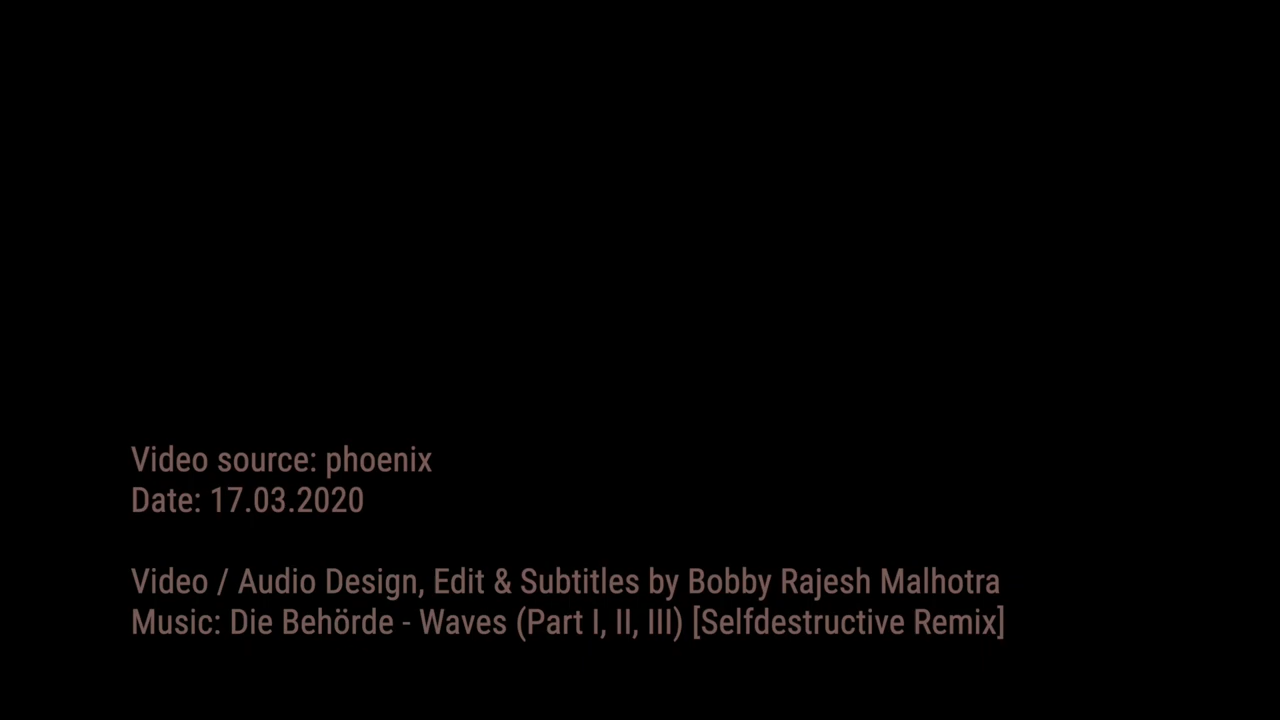 Video source: phoenix
Date: 17.03.2020
Video / Audio Design, Edit & Subtitles by Bobby Rajesh Malhotra
Music: Die Behörde - Waves (Part I, II, III) [Selfdestructive Remix]